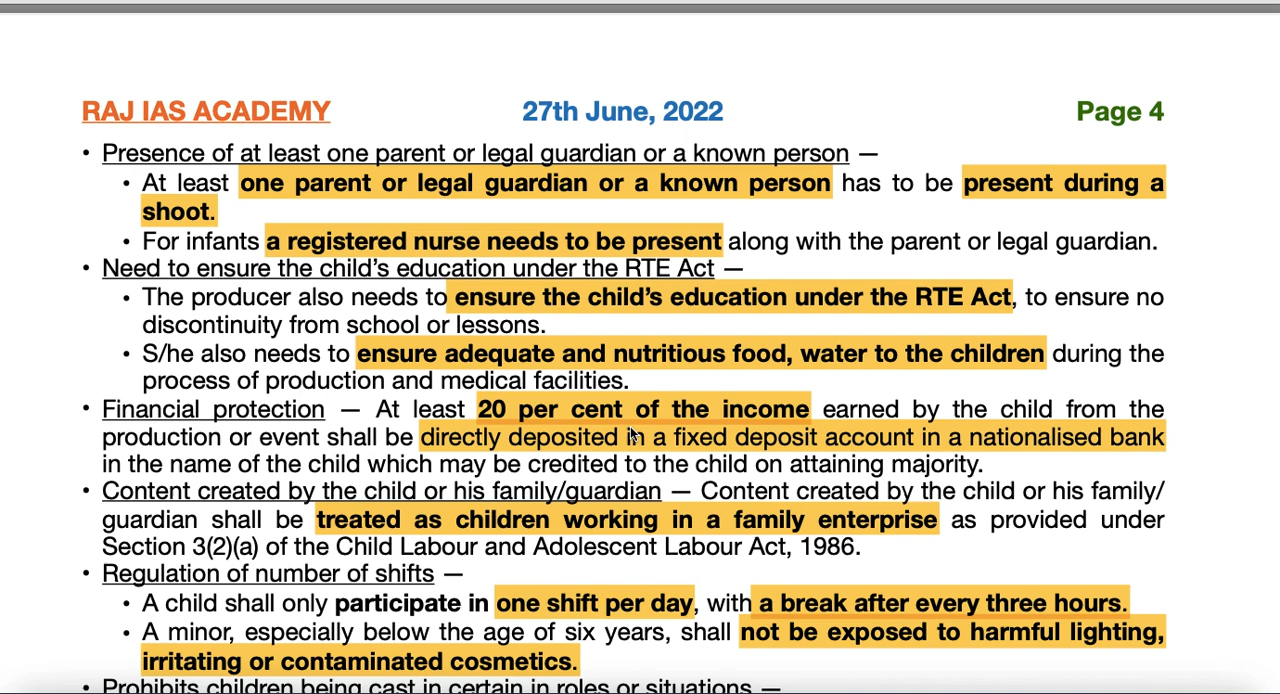 RAJ IAS ACADEMY 27th June, 2022 Page 4
• Presence of at least one parent or legal guardian or a known person —
• At least one parent or legal guardian or a known person has to be present during a
shoot.
• For infants a registered nurse needs to be present along with the parent or legal guardian.
• Need to ensure the child’s education under the RTE Act —
• The producer also needs to ensure the child’s education under the RTE Act, to ensure no
discontinuity from school or lessons.
• S/he also needs to ensure adequate and nutritious food, water to the children during the
process of production and medical facilities.
• Financial protection — At least 20 per cent of the income earned by the child from the
production or event shall be directly deposited in a fixed deposit account in a nationalised bank
in the name of the child which may be credited to the child on attaining majority.
• Content created by the child or his family/guardian — Content created by the child or his family/
guardian shall be treated as children working in a family enterprise as provided under
Section 3(2)(a) of the Child Labour and Adolescent Labour Act, 1986.
• Regulation of number of shifts —
• A child shall only participate in one shift per day, with a break after every three hours.
• A minor, especially below the age of six years, shall not be exposed to harmful lighting,
irritating or contaminated cosmetics.
• Prohibits children being cast in certain in roles or situations —